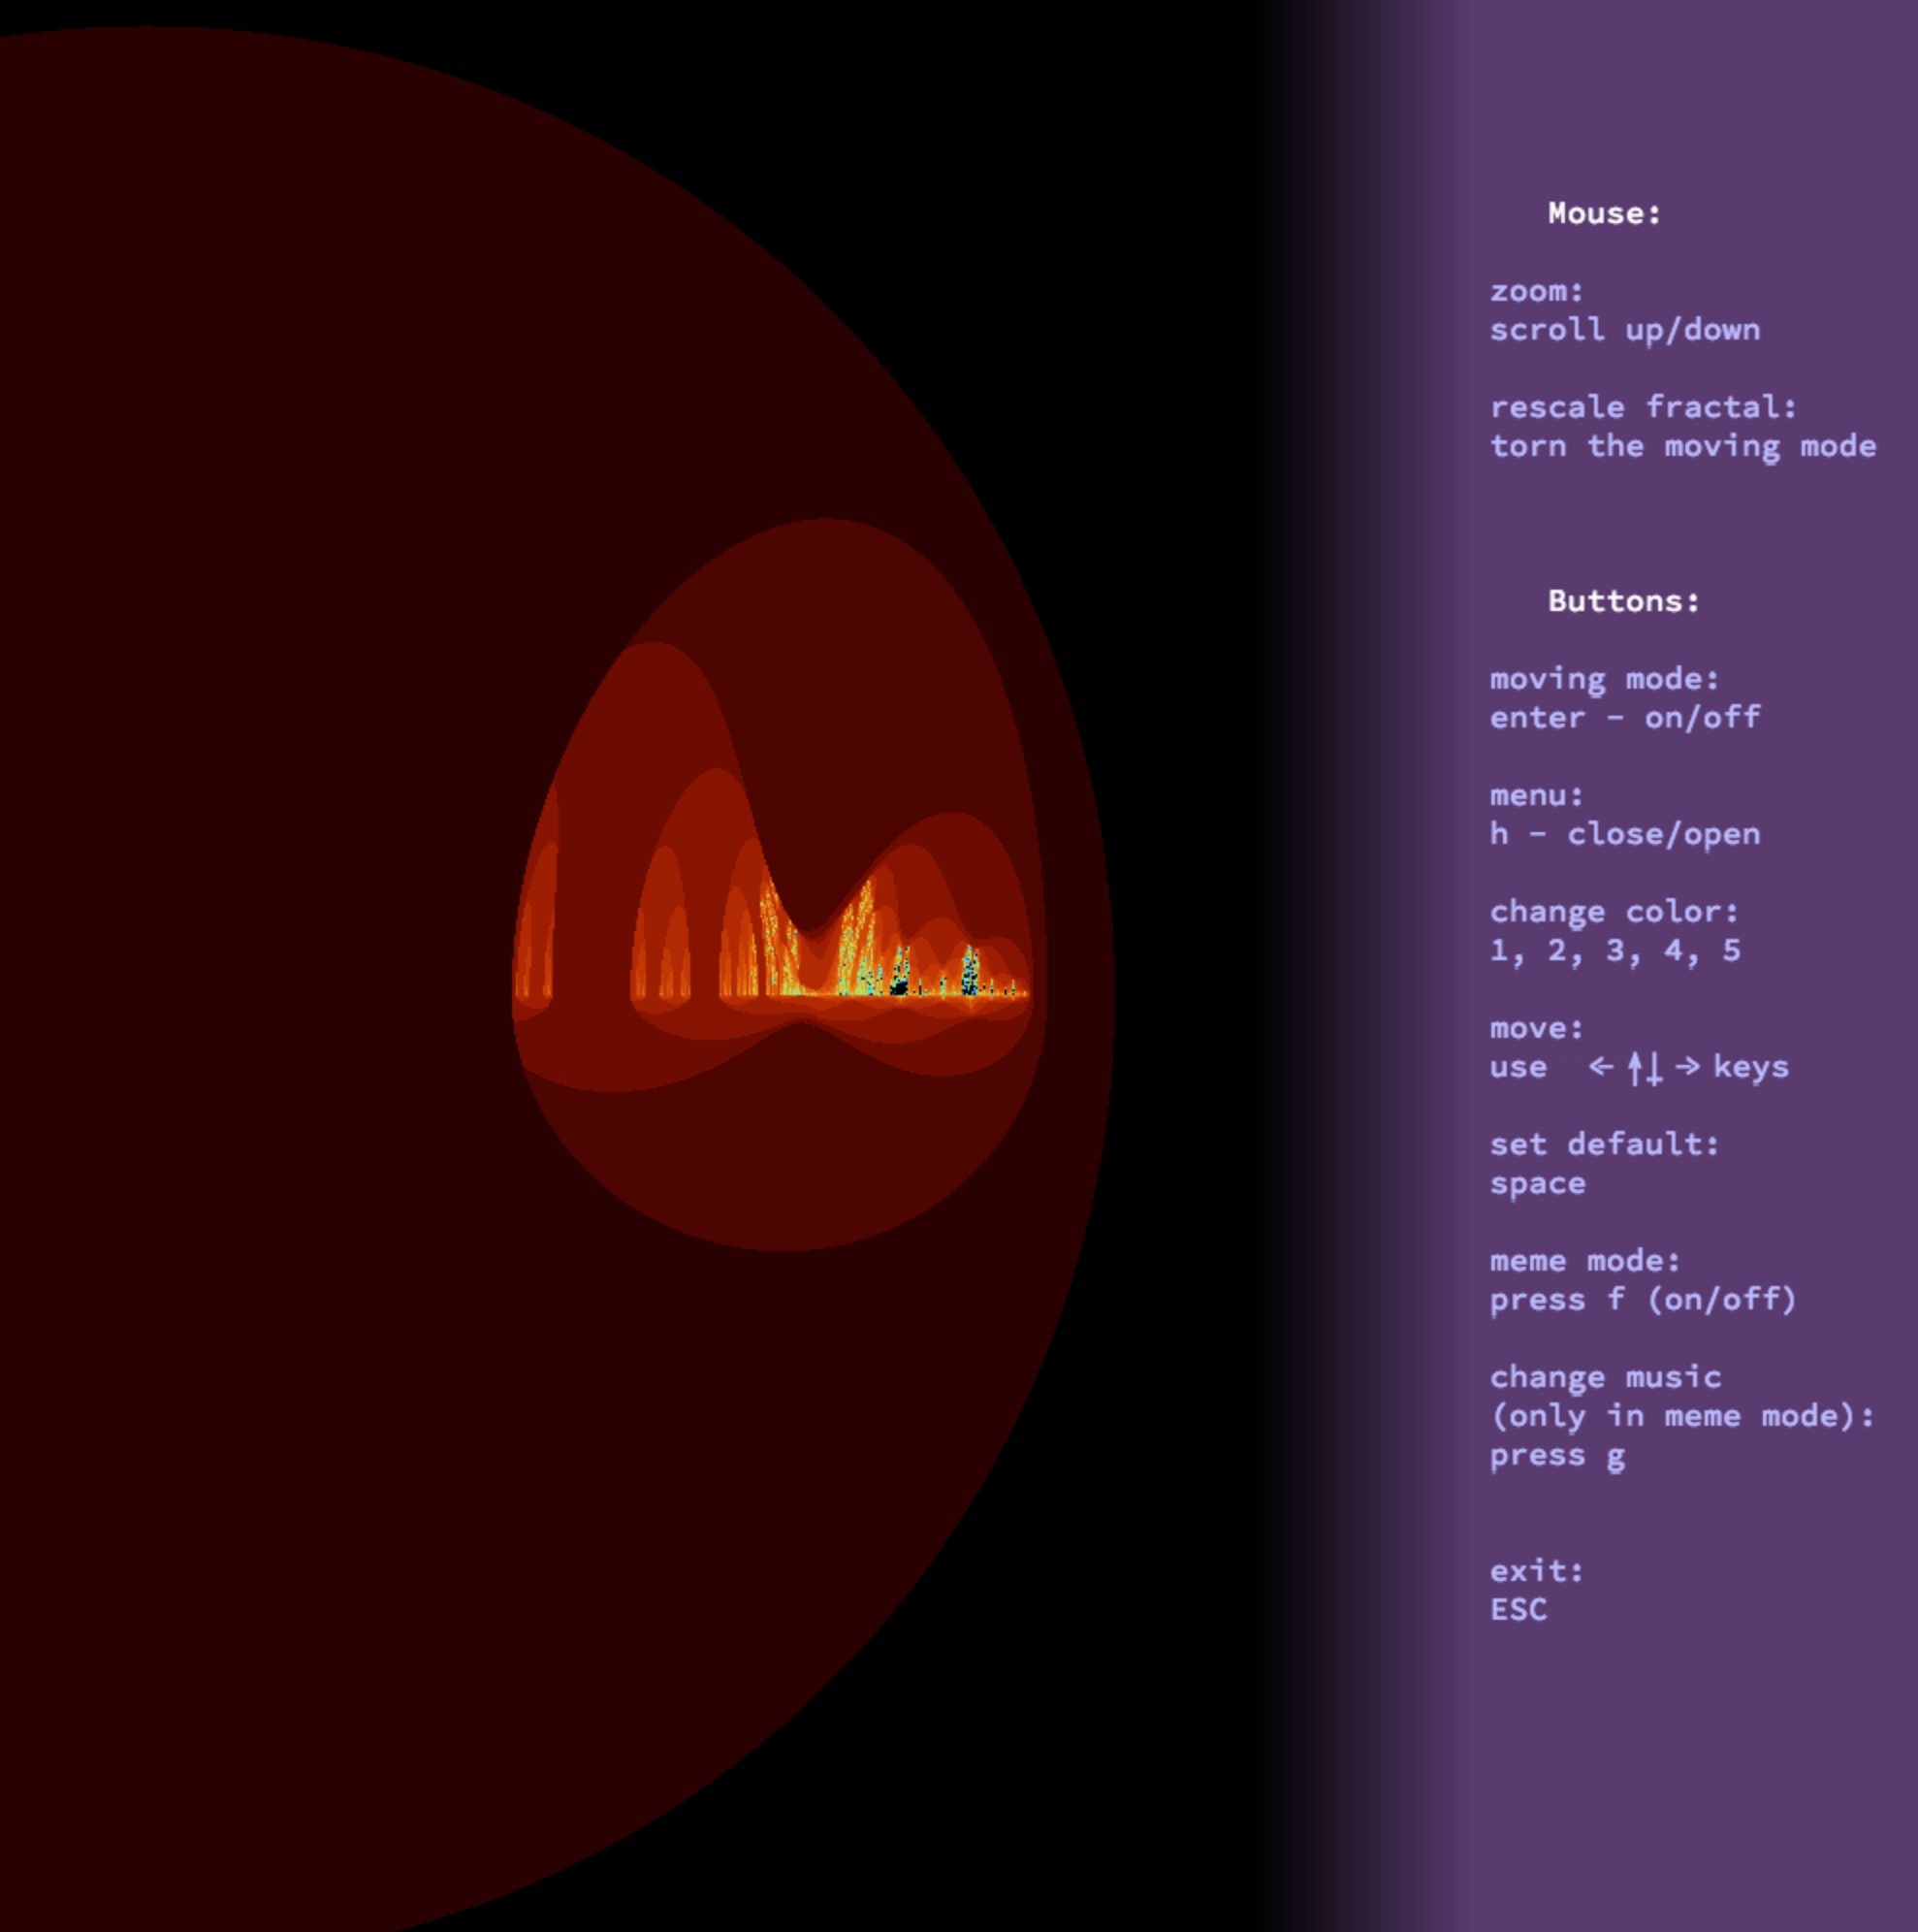 Mouse:
zoom:
scroll up/down
rescale fractal:
torn the moving mode
Buttons:
moving mode:
enter – on/off
menu:
h – close/open
change color:
1, 2, 3, 4, 5
move:
use ← ↑↓ → keys
set default:
space
meme mode:
press f (on/off)
change music
(only in meme mode):
press g
exit:
ESC